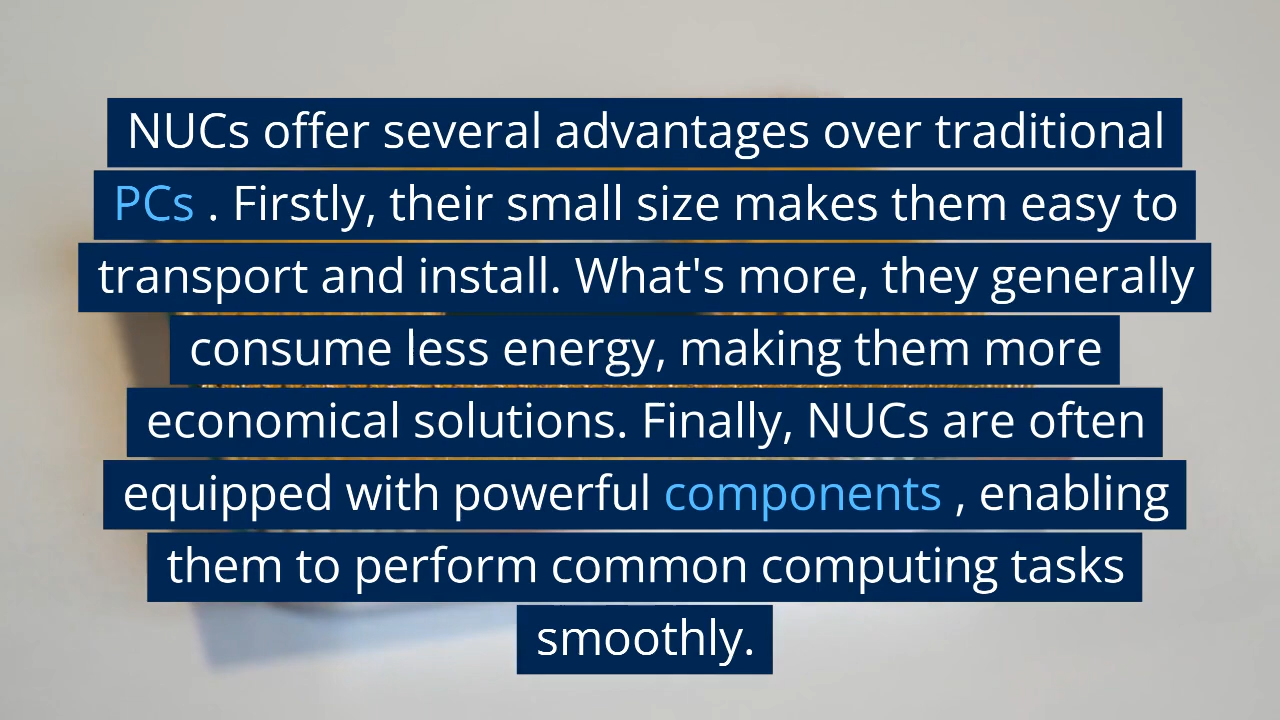 NUCs offer several advantages over traditional
PCs . Firstly, their small size makes them easy to
transport and install. What's more, they generally
consume less energy, making them more
economical solutions. Finally, NUCs are often
equipped with powerful components , enabling
them to perform common computing tasks
smoothly.